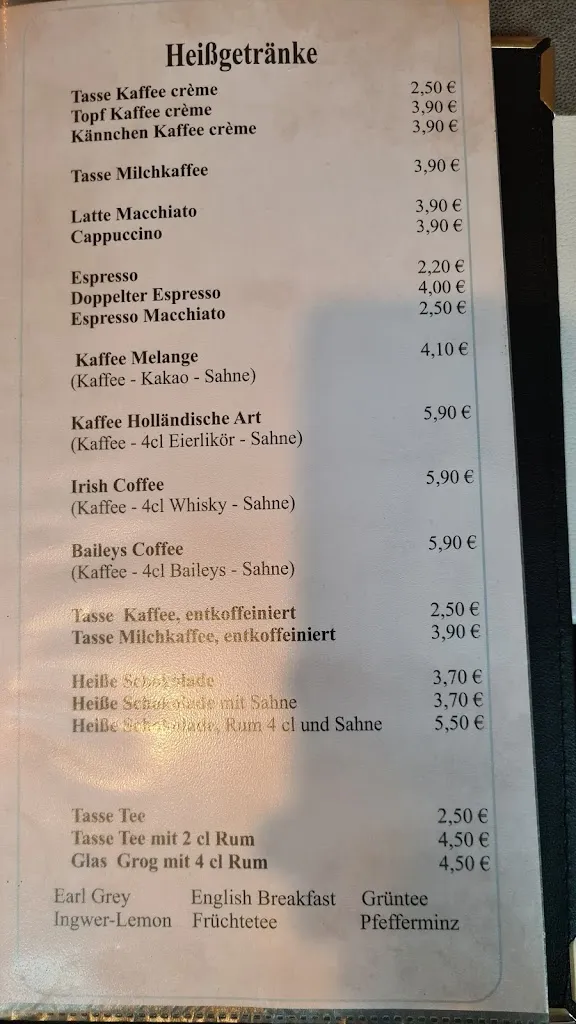 Heißgetränke
Tasse Kaffee crème 2,50 €
Topf Kaffee crème 3,90 €
Kännchen Kaffee crème 3,90 €
Tasse Milchkaffee 3,90 €
Latte Macchiato 3,90 €
Cappuccino 3,90 €
Espresso 2,20 €
Doppelter Espresso 4,00 €
Espresso Macchiato 2,50 €
Kaffee Melange 4,10 €
(Kaffee - Kakao - Sahne)
Kaffee Holländische Art 5,90 €
(Kaffee - 4cl Eierlikör - Sahne)
Irish Coffee 5,90 €
(Kaffee - 4cl Whisky - Sahne)
Baileys Coffee 5,90 €
(Kaffee - 4cl Baileys - Sahne)
Tasse Kaffee, entkoffeiniert 2,50 €
Tasse Milchkaffee, entkoffeiniert 3,90 €
Heiße Schokolade 3,70 €
Heiße Schokolade mit Sahne 3,70 €
Heiße Schokolade, Rum 4 cl und Sahne 5,50 €
Tasse Tee 2,50 €
Tasse Tee mit 2 cl Rum 4,50 €
Glas Grog mit 4 cl Rum 4,50 €
Earl Grey English Breakfast Grüntee
Ingwer-Lemon Früchtetee Pfefferminz